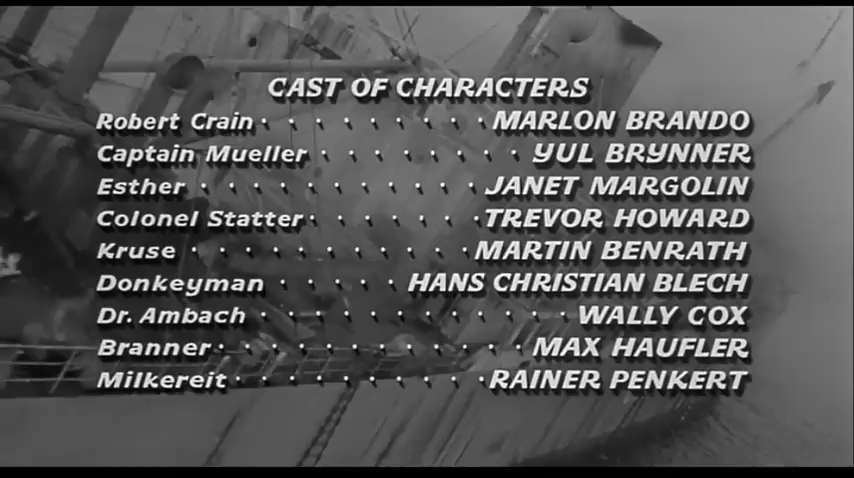 CAST OF CHARACTERS
Robert Crain . . . . . . . . . MARLON BRANDO
Captain Mueller . . . . . . . . YUL BRYNNER
Esther . . . . . . . . . . . JANET MARGOLIN
Colonel Statter . . . . . . . TREVOR HOWARD
Kruse . . . . . . . . . . . MARTIN BENRATH
Donkeyman . . . . . HANS CHRISTIAN BLECH
Dr. Ambach . . . . . . . . . . . . WALLY COX
Branner . . . . . . . . . . . . MAX HAUFLER
Milkereit . . . . . . . . . . RAINER PENKERT